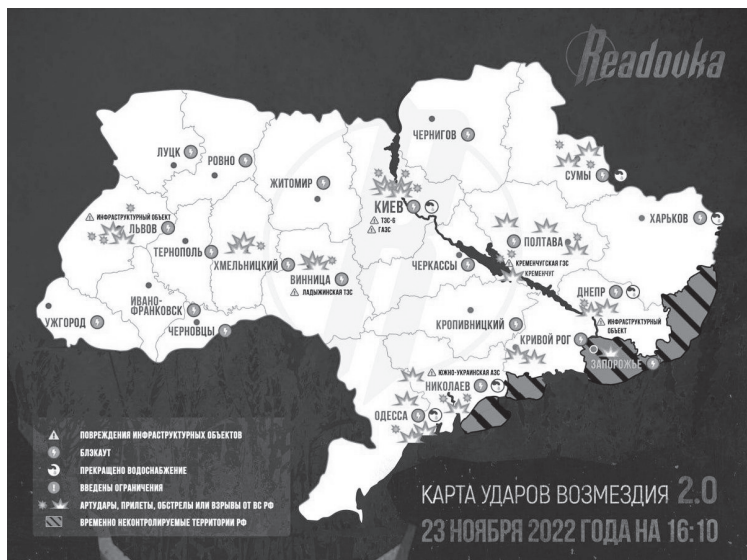 Readovka
ЧЕРНИГОВ
ЛУЦК
РОВНО
ЖИТОМИР
СУМЫ
КИЕВ
ТЭС-6
ГАЭС
ИНФРАСТРУКТУРНЫЙ ОБЪЕКТ
ЛЬВОВ
ХАРЬКОВ
ТЕРНОПОЛЬ
ХМЕЛЬНИЦКИЙ
ПОЛТАВА
ЧЕРКАССЫ
КРЕМЕНЧУГСКАЯ ГЭС
КРЕМЕНЧУГ
ВИННИЦА
ЛАДЫЖИНСКАЯ ТЭС
ДНЕПР
ИВАНО-
ФРАНКОВСК
УЖГОРОД
ЧЕРНОВЦЫ
КРОПИВНИЦКИЙ
ИНФРАСТРУКТУРНЫЙ
ОБЪЕКТ
КРИВОЙ РОГ
ЗАПОРОЖЬЕ
ЮЖНО-УКРАИНСКАЯ АЭС
НИКОЛАЕВ
ОДЕССА
ПОВРЕЖДЕНИЯ ИНФРАСТРУКТУРНЫХ ОБЪЕКТОВ
БЛЭКАУТ
ПРЕКРАЩЕНО ВОДОСНАБЖЕНИЕ
ВВЕДЕНЫ ОГРАНИЧЕНИЯ
АРТУДАРЫ, ПРИЛЕТЫ, ОБСТРЕЛЫ ИЛИ ВЗРЫВЫ ОТ ВС РФ
ВРЕМЕННО НЕКОНТРОЛИРУЕМЫЕ ТЕРРИТОРИИ РФ
КАРТА УДАРОВ ВОЗМЕЗДИЯ 2.0
23 НОЯБРЯ 2022 ГОДА НА 16:10